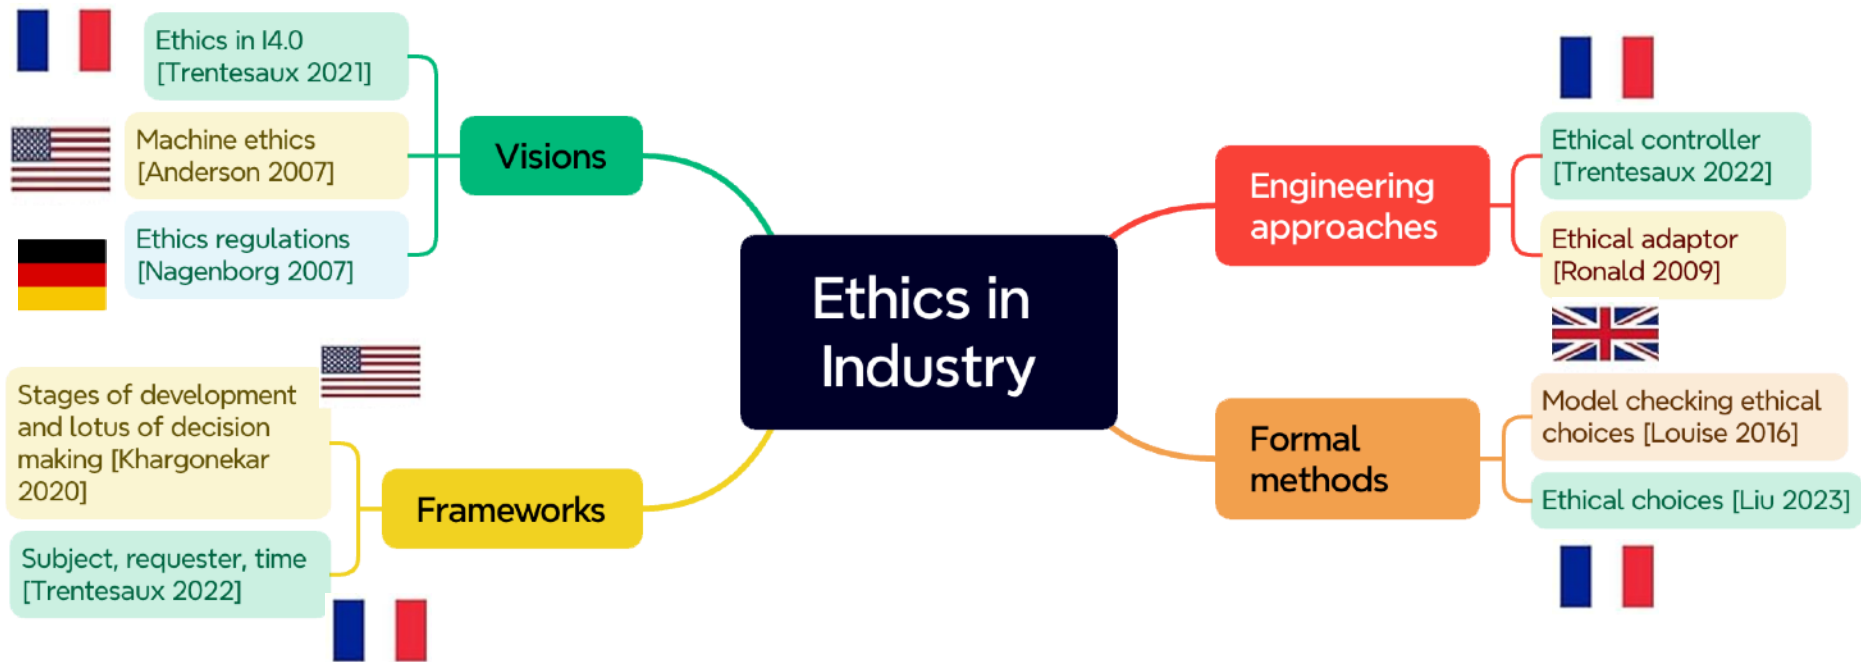 Ethics in I4.0
[Trentesaux 2021]
Machine ethics
[Anderson 2007]
Ethics regulations
[Nagenborg 2007]
Visions
Stages of development
and lotus of decision
making [Khargonekar
2020]
Subject, requester, time
[Trentesaux 2022]
Frameworks
Ethics in
Industry
Engineering
approaches
Ethical controller
[Trentesaux 2022]
Ethical adaptor
[Ronald 2009]
Formal
methods
Model checking ethical
choices [Louise 2016]
Ethical choices [Liu 2023]